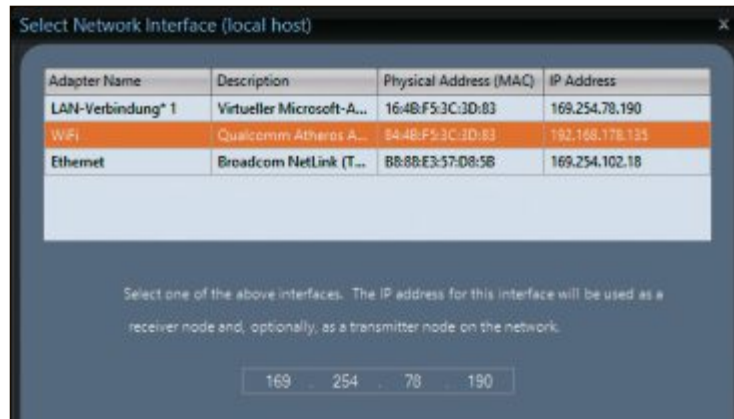 Select Network Interface (local host) x
Adapter Name Description Physical Address (MAC) IP Address
LAN-Verbindung* 1 Virtueller Microsoft-A... 16:4B:F5:3C:3D:83 169.254.78.190
WiFi Qualcomm Atheros A... 84:4B:F5:3C:3D:83 192.168.178.135
Ethernet Broadcom NetLink (T... B8:88:E3:57:D8:5B 169.254.102.18
Select one of the above interfaces. The IP address for this interface will be used as a
receiver node and, optionally, as a transmitter node on the network.
169 . 254 . 78 . 190